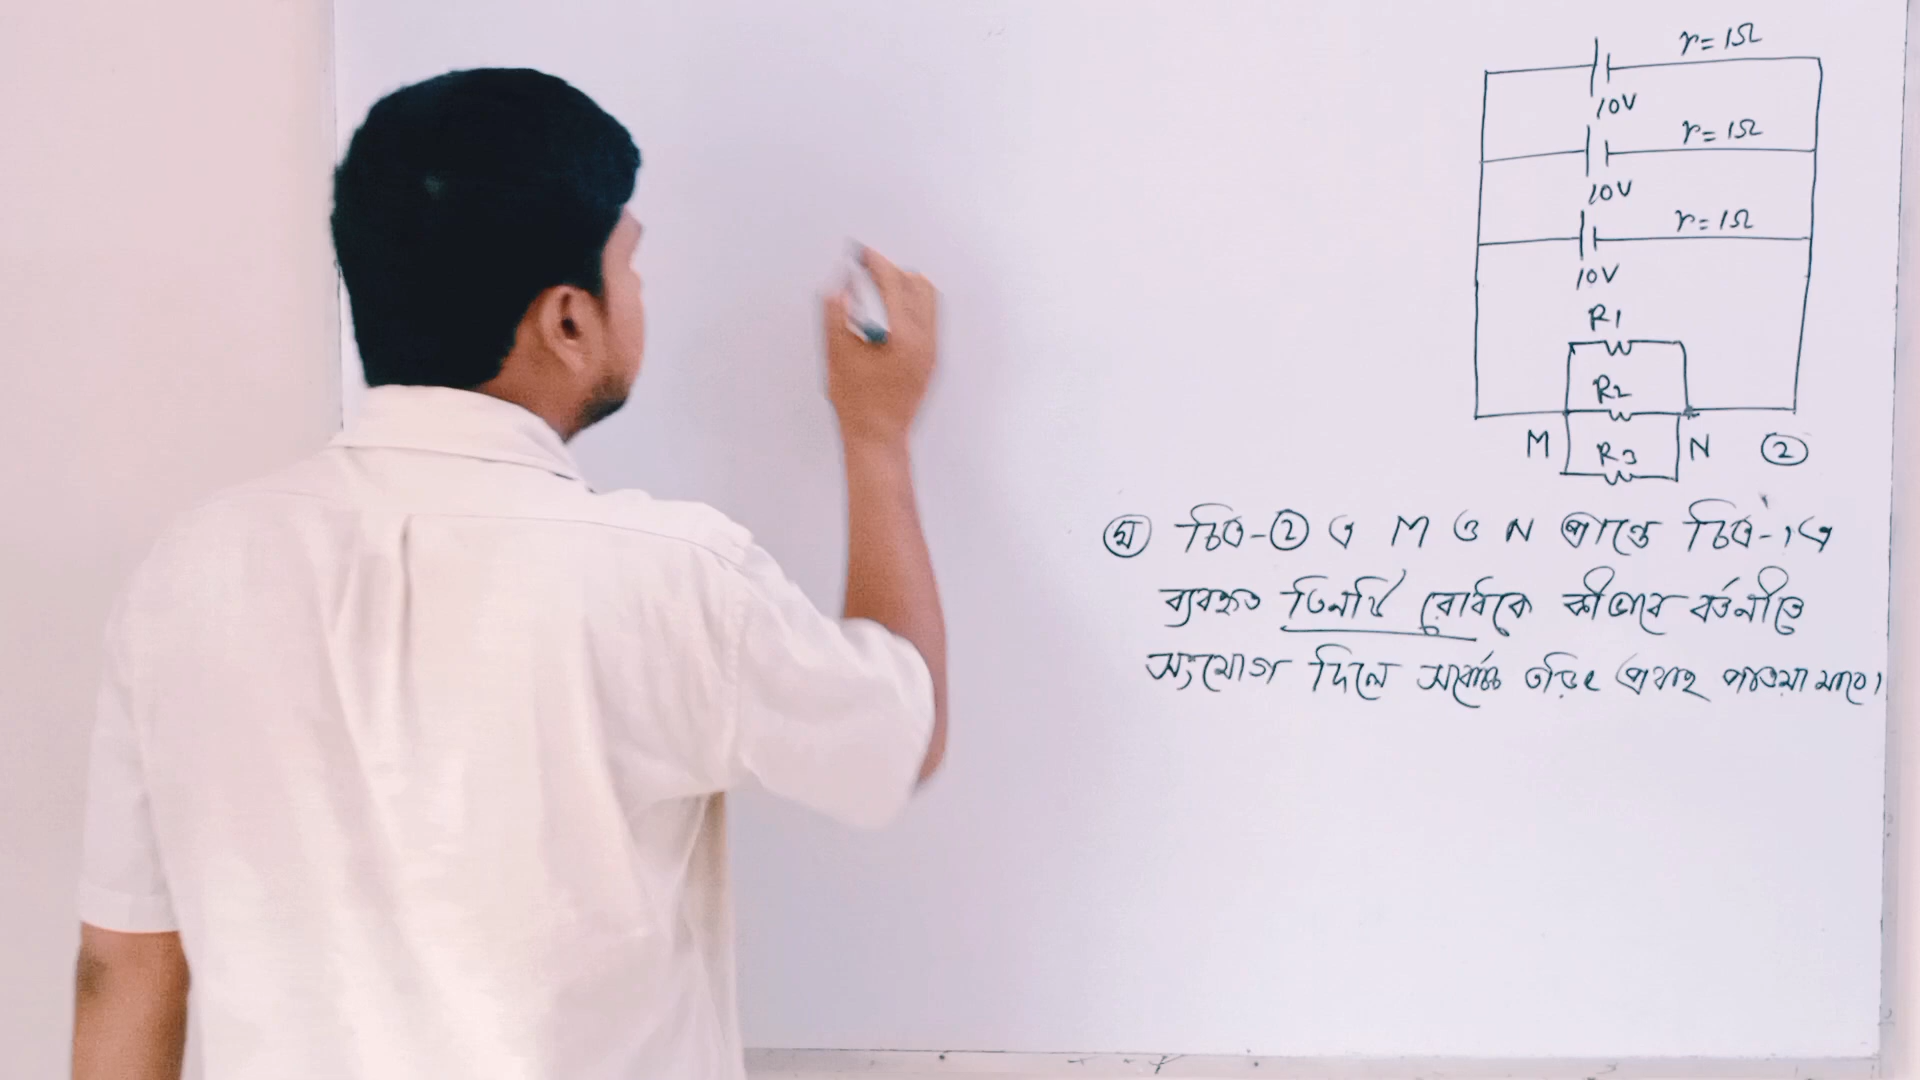 r=1Ω
10V
r=1Ω
10V
r=1Ω
10V
R1
R2
M R3 N ②
ঘ চিত্র-② এ M ও N প্রান্তে চিত্র-১এ
ব্যবহৃত তিনটি রোধকে কীভাবে বর্তনীতে
সংযোগ দিলে সর্বোচ্চ তড়িৎ প্রবাহ পাওয়া যাবে।